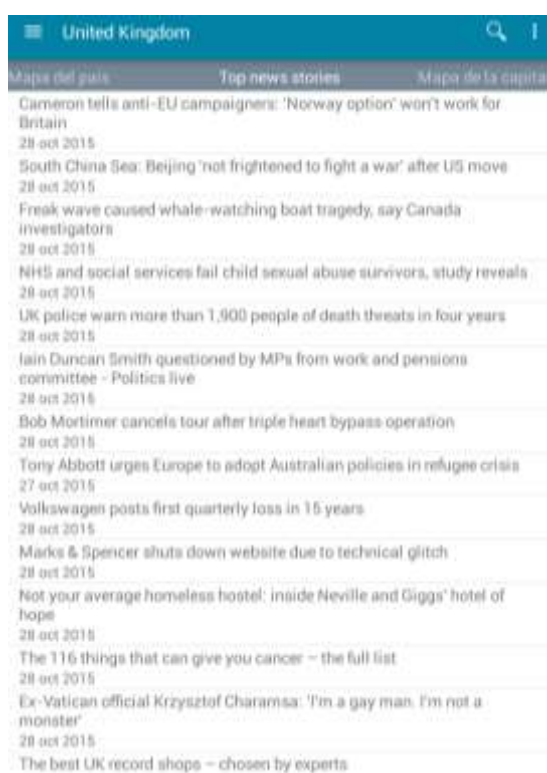 United Kingdom
Mapa del país Top news stories Mapa de la capita
Cameron tells anti-EU campaigners: 'Norway option' won't work for
Britain
28 oct 2015
South China Sea: Beijing 'not frightened to fight a war' after US move
28 oct 2015
Freak wave caused whale-watching boat tragedy, say Canada
investigators
28 oct 2015
NHS and social services fail child sexual abuse survivors, study reveals
28 oct 2015
UK police warn more than 1,900 people of death threats in four years
28 oct 2015
Iain Duncan Smith questioned by MPs from work and pensions
committee - Politics live
28 oct 2015
Bob Mortimer cancels tour after triple heart bypass operation
28 oct 2015
Tony Abbott urges Europe to adopt Australian policies in refugee crisis
27 oct 2015
Volkswagen posts first quarterly loss in 15 years
28 oct 2015
Marks & Spencer shuts down website due to technical glitch
28 oct 2015
Not your average homeless hostel: inside Neville and Giggs' hotel of
hope
28 oct 2015
The 116 things that can give you cancer – the full list
28 oct 2015
Ex-Vatican official Krzysztof Charamsa: 'I'm a gay man. I'm not a
monster'
28 oct 2015
The best UK record shops – chosen by experts